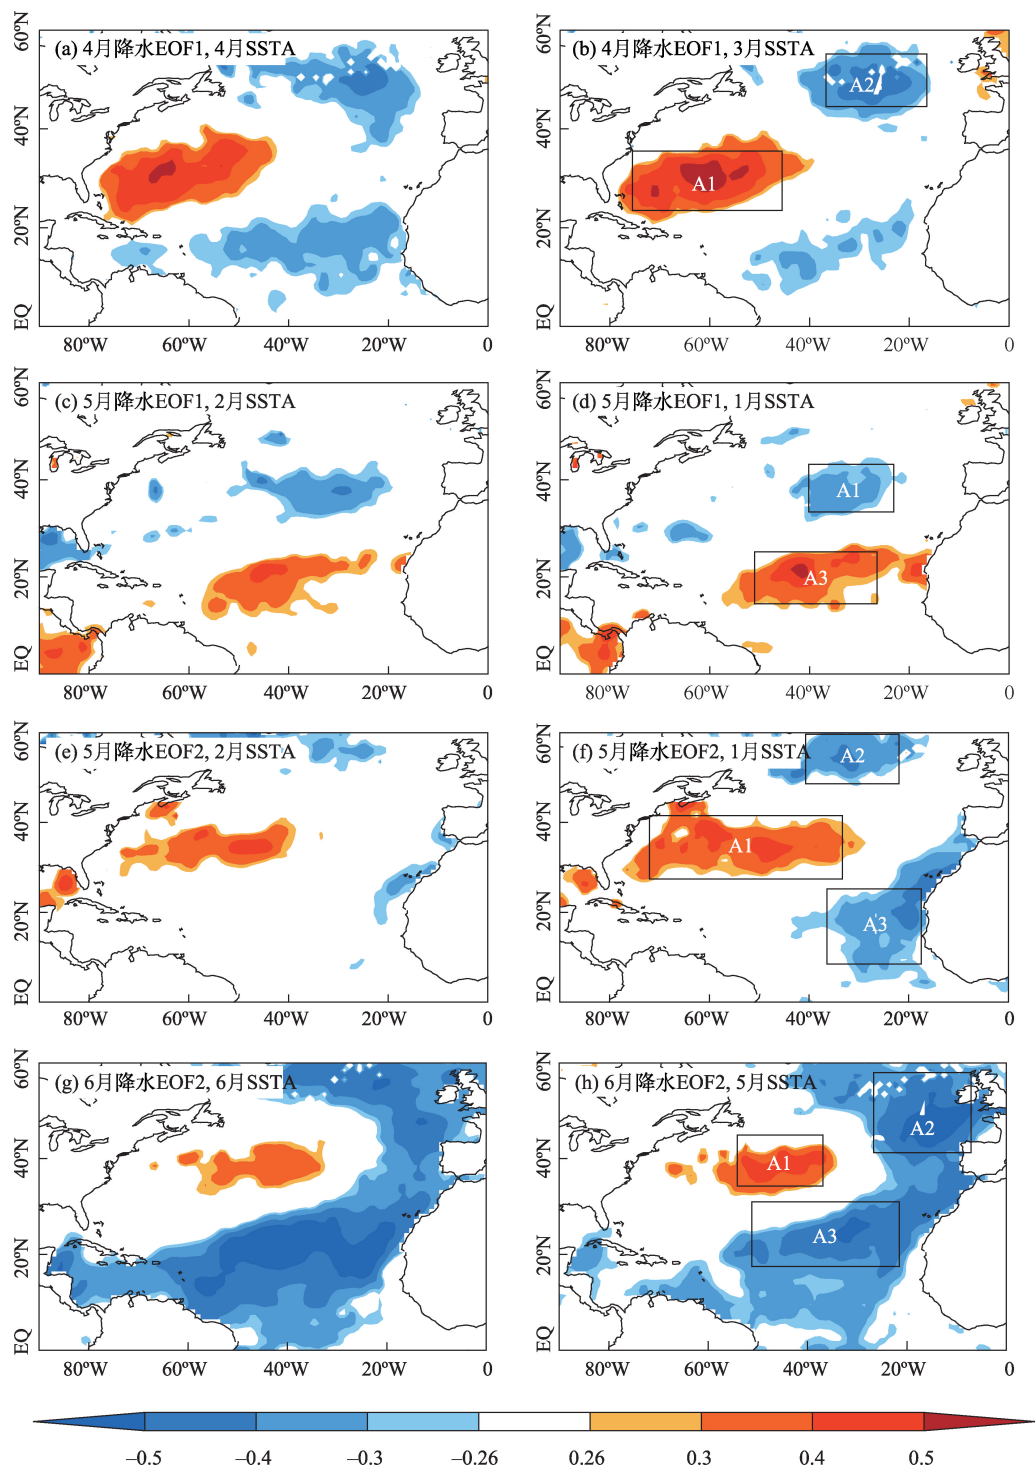 (a) 4月降水EOF1, 4月SSTA
(b) 4月降水EOF1, 3月SSTA
60ºN
40ºN
20ºN
EQ
80ºW 60ºW 40ºW 20ºW 0
60ºN
40ºN
20ºN
EQ
A2
A1
80ºW 60ºW 40ºW 20ºW 0
(c) 5月降水EOF1, 2月SSTA
(d) 5月降水EOF1, 1月SSTA
60ºN
40ºN
20ºN
EQ
80ºW 60ºW 40ºW 20ºW 0
60ºN
40ºN
20ºN
EQ
A1
A3
80ºW 60ºW 40ºW 20ºW 0
(e) 5月降水EOF2, 2月SSTA
(f) 5月降水EOF2, 1月SSTA
60ºN
40ºN
20ºN
EQ
80ºW 60ºW 40ºW 20ºW 0
60ºN
40ºN
20ºN
EQ
A2
A1
A3
80ºW 60ºW 40ºW 20ºW 0
(g) 6月降水EOF2, 6月SSTA
(h) 6月降水EOF2, 5月SSTA
60ºN
40ºN
20ºN
EQ
80ºW 60ºW 40ºW 20ºW 0
60ºN
40ºN
20ºN
EQ
A2
A1
A3
80ºW 60ºW 40ºW 20ºW 0
–0.5 –0.4 –0.3 –0.26 0.26 0.3 0.4 0.5